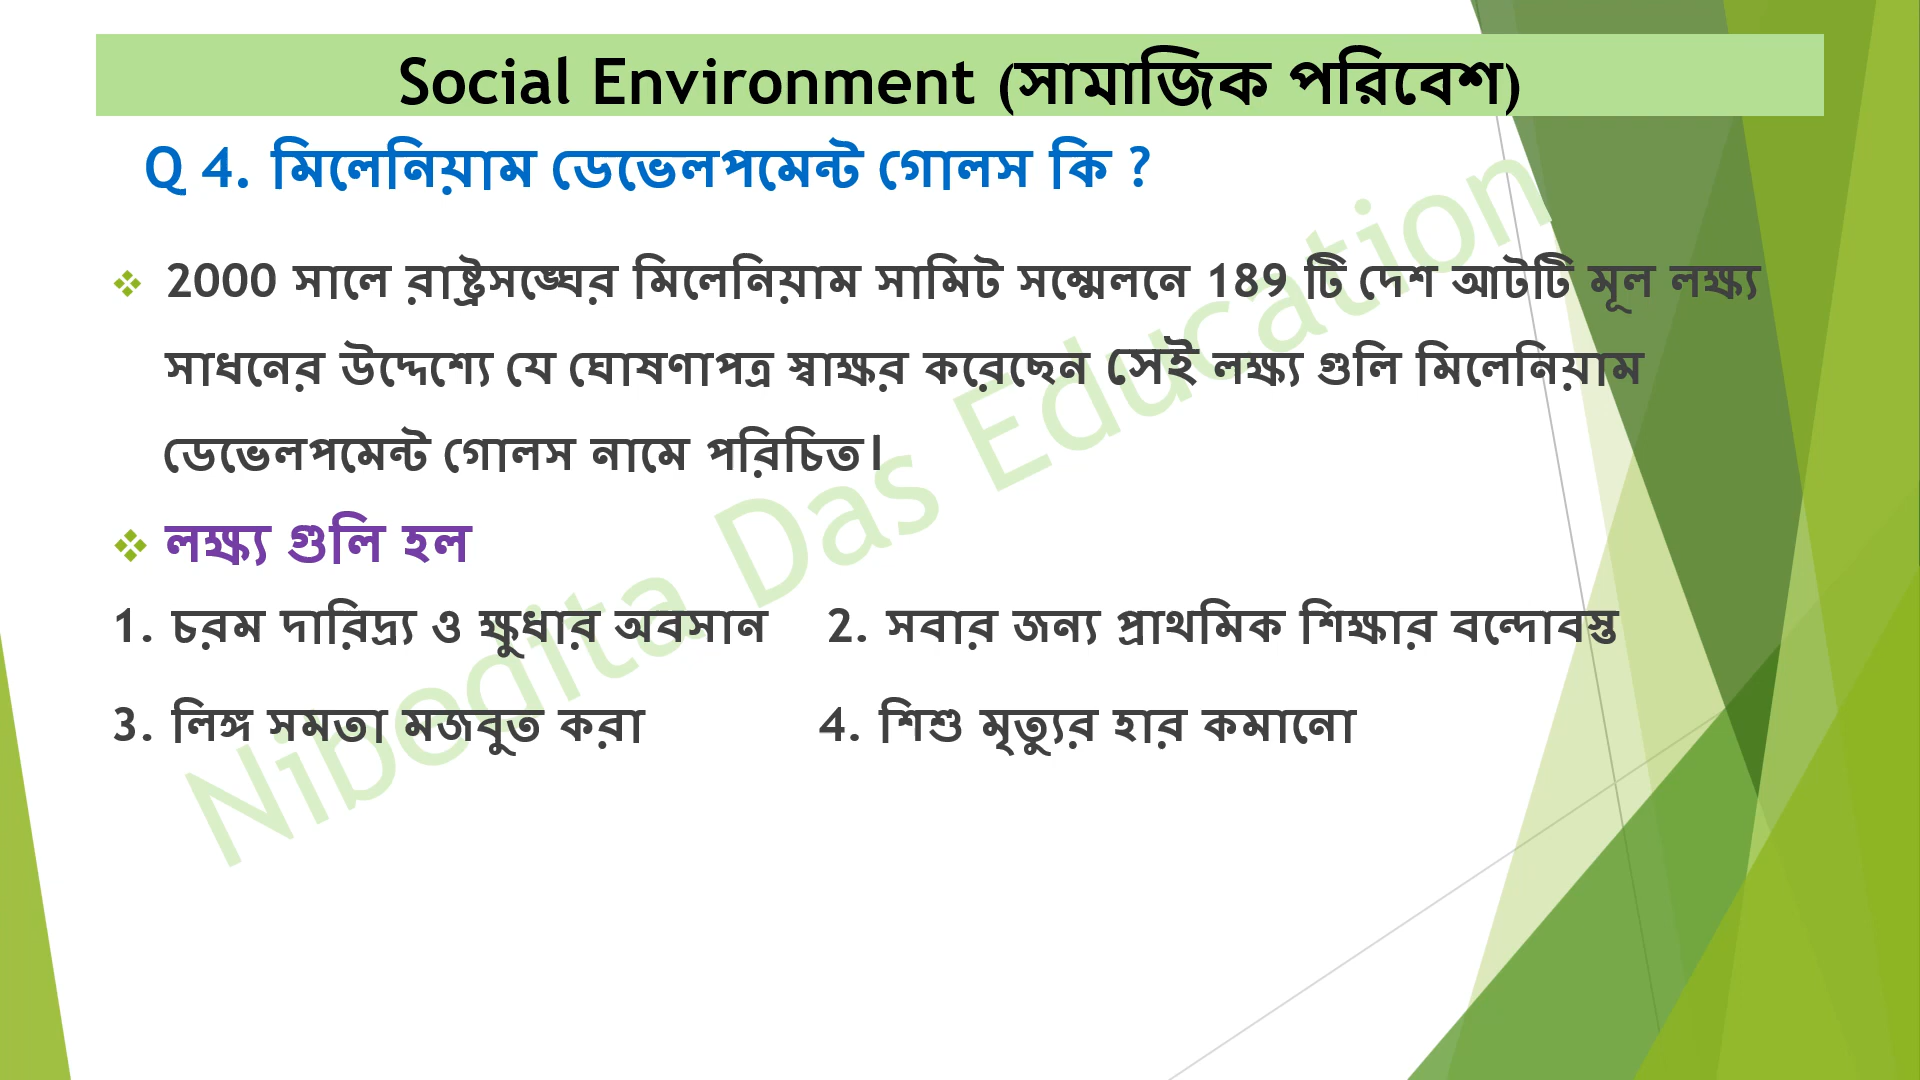 Social Environment (সামাজিক পরিবেশ)
Q 4. মিলেনিয়াম ডেভেলপমেন্ট গোলস কি ?
❖ 2000 সালে রাষ্ট্রসঙ্ঘের মিলেনিয়াম সামিট সম্মেলনে 189 টি দেশ আটটি মূল লক্ষ্য
সাধনের উদ্দেশ্যে যে ঘোষণাপত্র স্বাক্ষর করেছেন সেই লক্ষ্য গুলি মিলেনিয়াম
ডেভেলপমেন্ট গোলস নামে পরিচিত।
❖ লক্ষ্য গুলি হল
1. চরম দারিদ্র্য ও ক্ষুধার অবসান 2. সবার জন্য প্রাথমিক শিক্ষার বন্দোবস্ত
3. লিঙ্গ সমতা মজবুত করা 4. শিশু মৃত্যুর হার কমানো
Nibedita Das Education